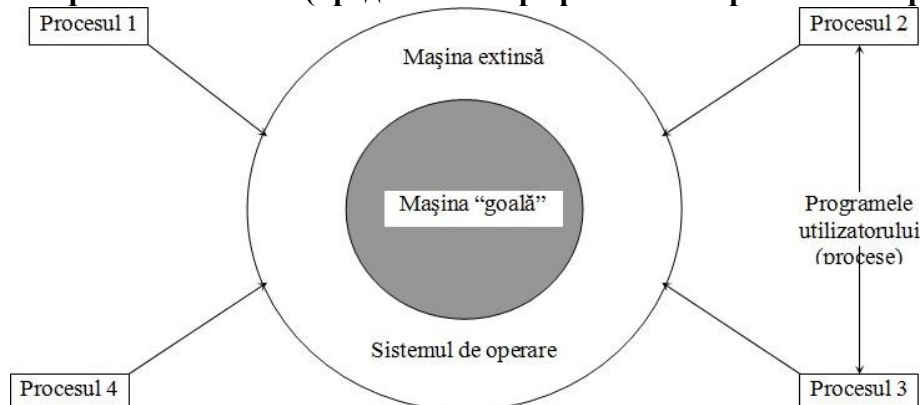 Procesul 1
Procesul 2
Maşina extinsă
Maşina “goală”
Programele
utilizatorului
(procese)
Sistemul de operare
Procesul 4
Procesul 3